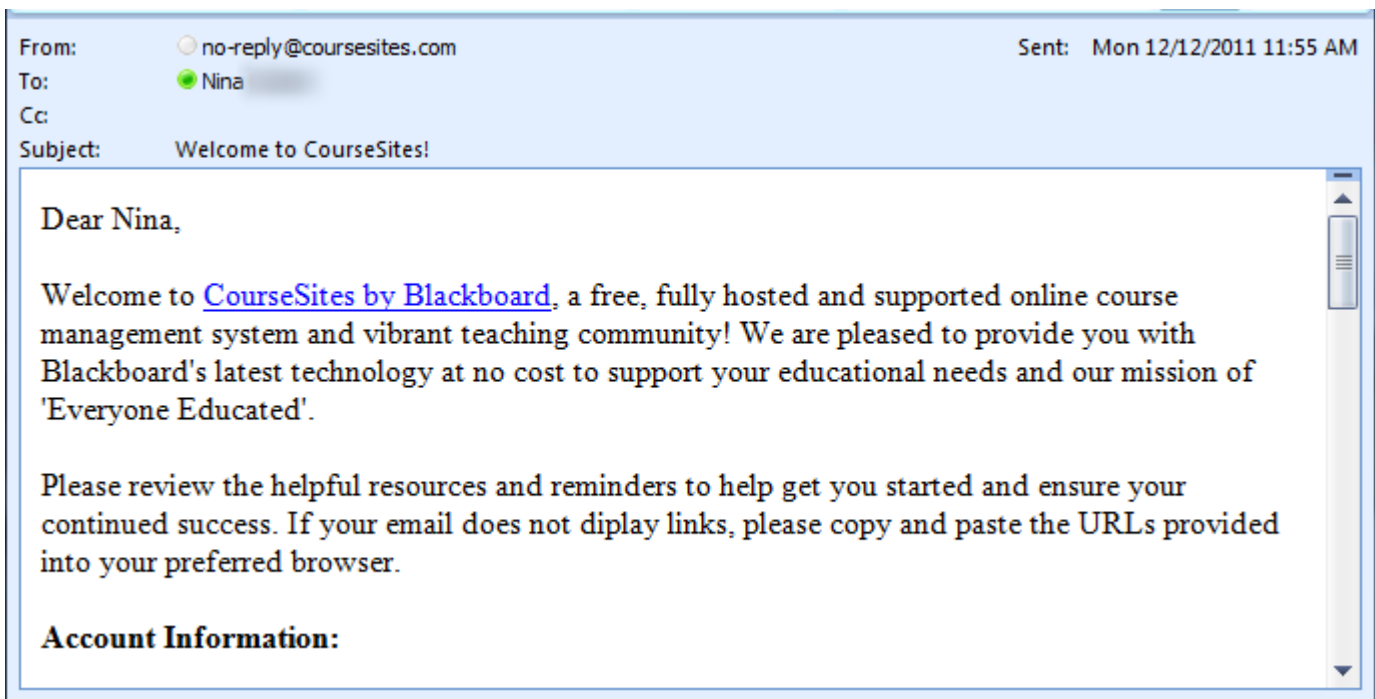 From: no-reply@coursesites.com Sent: Mon 12/12/2011 11:55 AM
To: Nina
Cc:
Subject: Welcome to CourseSites!
Dear Nina,
Welcome to CourseSites by Blackboard, a free, fully hosted and supported online course
management system and vibrant teaching community! We are pleased to provide you with
Blackboard's latest technology at no cost to support your educational needs and our mission of
'Everyone Educated'.
Please review the helpful resources and reminders to help get you started and ensure your
continued success. If your email does not diplay links, please copy and paste the URLs provided
into your preferred browser.
Account Information: